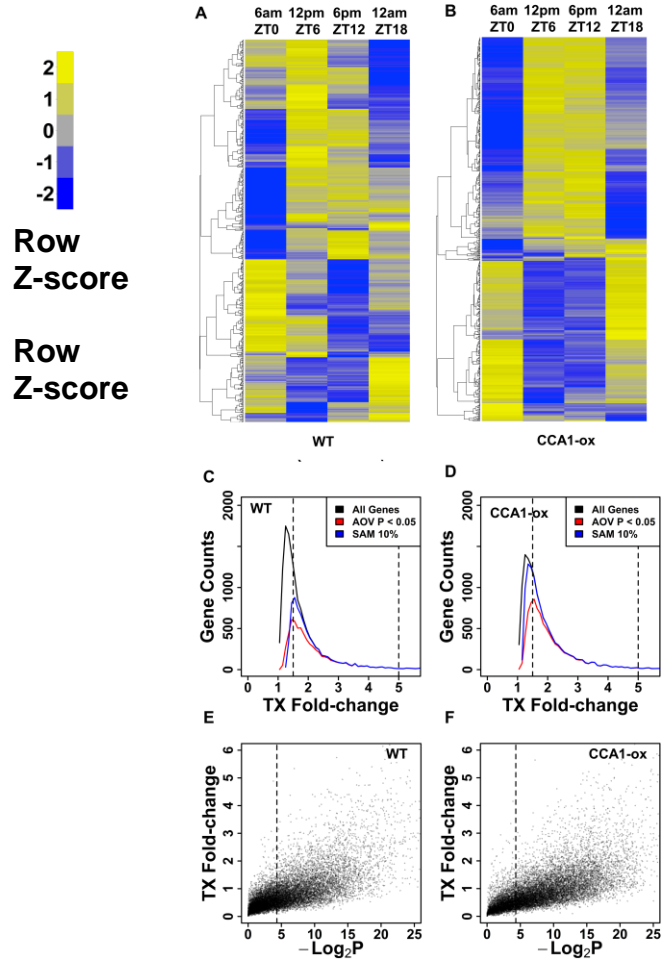 A
6am 12pm 6pm 12am
ZT0 ZT6 ZT12 ZT18
B
6am 12pm 6pm 12am
ZT0 ZT6 ZT12 ZT18
2
1
0
-1
-2
Row
Z-score
Row
Z-score
WT
CCA1-ox
C
WT
All Genes
AOV P < 0.05
SAM 10%
Gene Counts
2000
1000
500
0
0 1 2 3 4 5
TX Fold-change
D
CCA1-ox
All Genes
AOV P < 0.05
SAM 10%
Gene Counts
2000
1000
500
0
0 1 2 3 4 5
TX Fold-change
E
WT
TX Fold-change
6
5
4
3
2
1
0
0 5 10 15 20 25
−Log₂P
F
CCA1-ox
TX Fold-change
6
5
4
3
2
1
0
0 5 10 15 20 25
−Log₂P